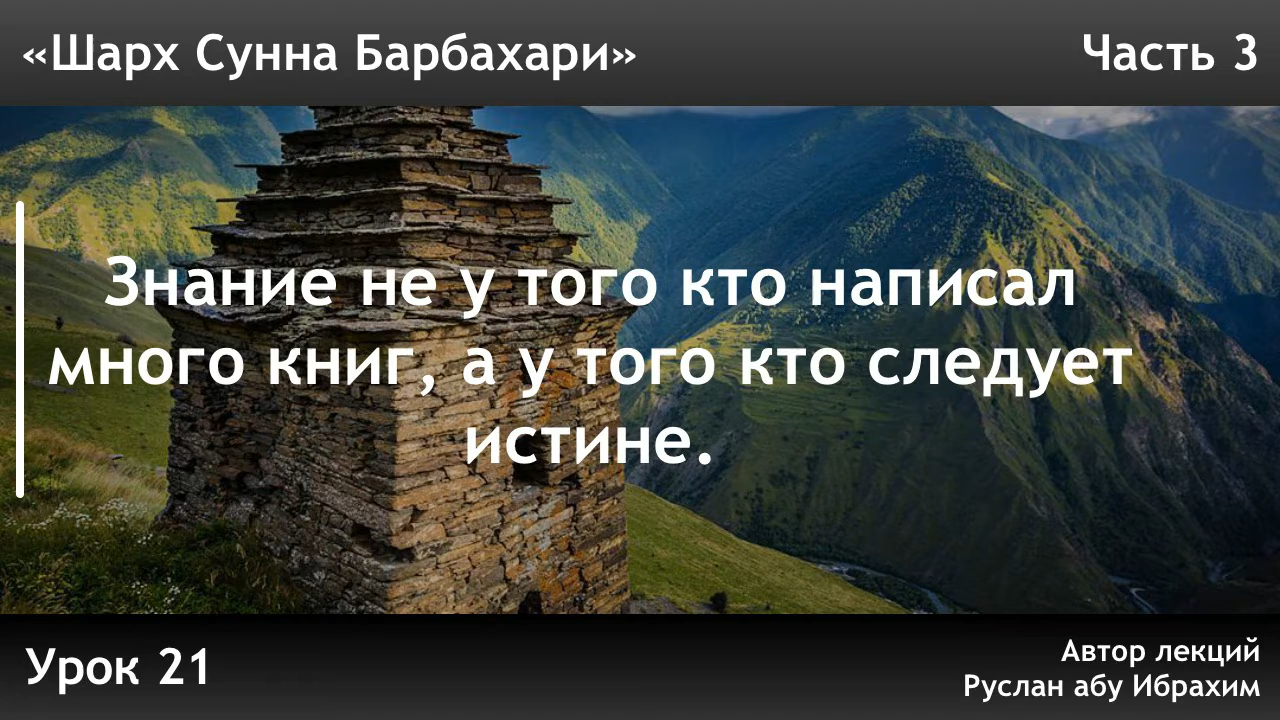 «Шарх Сунна Барбахари»
Часть 3
Знание не у того кто написал
много книг, а у того кто следует
истине.
Урок 21
Автор лекций
Руслан абу Ибрахим